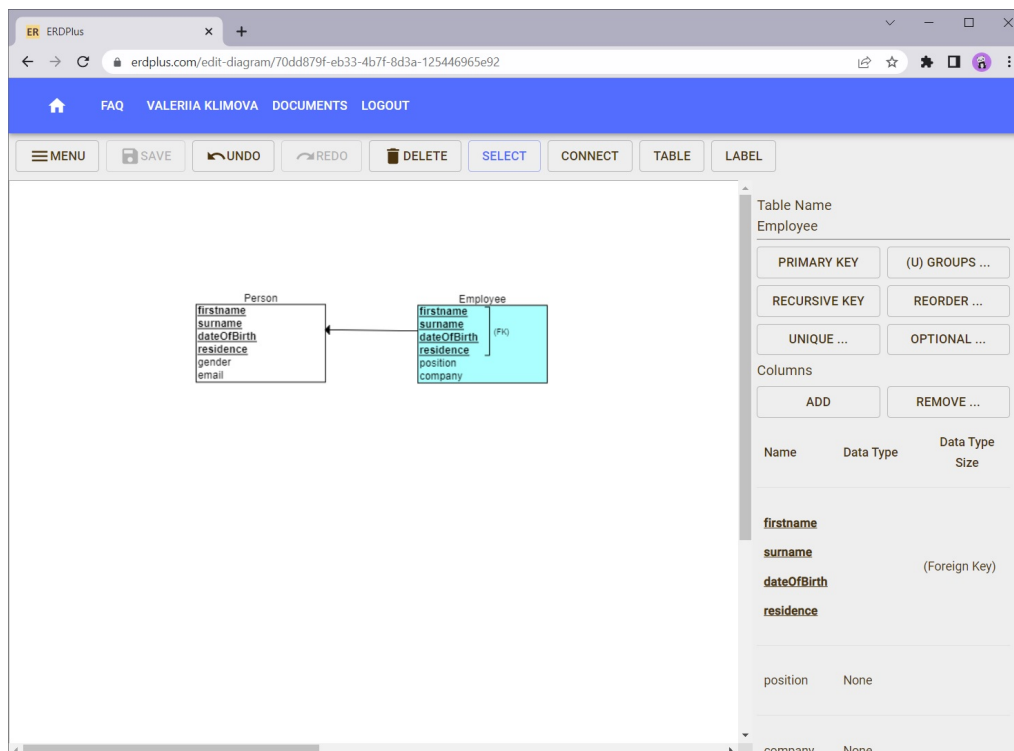 ER ERDPlus
erdplus.com/edit-diagram/70dd879f-eb33-4b7f-8d3a-125446965e92
FAQ VALERIIA KLIMOVA DOCUMENTS LOGOUT
MENU SAVE UNDO REDO DELETE SELECT CONNECT TABLE LABEL
Person
firstname
surname
dateOfBirth
residence
gender
email
Employee
firstname
surname
dateOfBirth
residence
(FK)
position
company
Table Name
Employee
PRIMARY KEY (U) GROUPS ...
RECURSIVE KEY REORDER ...
UNIQUE ... OPTIONAL ...
Columns
ADD REMOVE ...
Name Data Type Data Type Size
firstname
surname
dateOfBirth
residence
(Foreign Key)
position None
company None